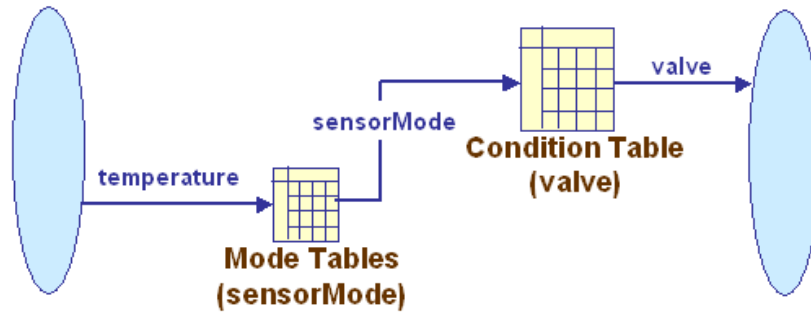 temperature
Mode Tables
(sensorMode)
sensorMode
Condition Table
(valve)
valve